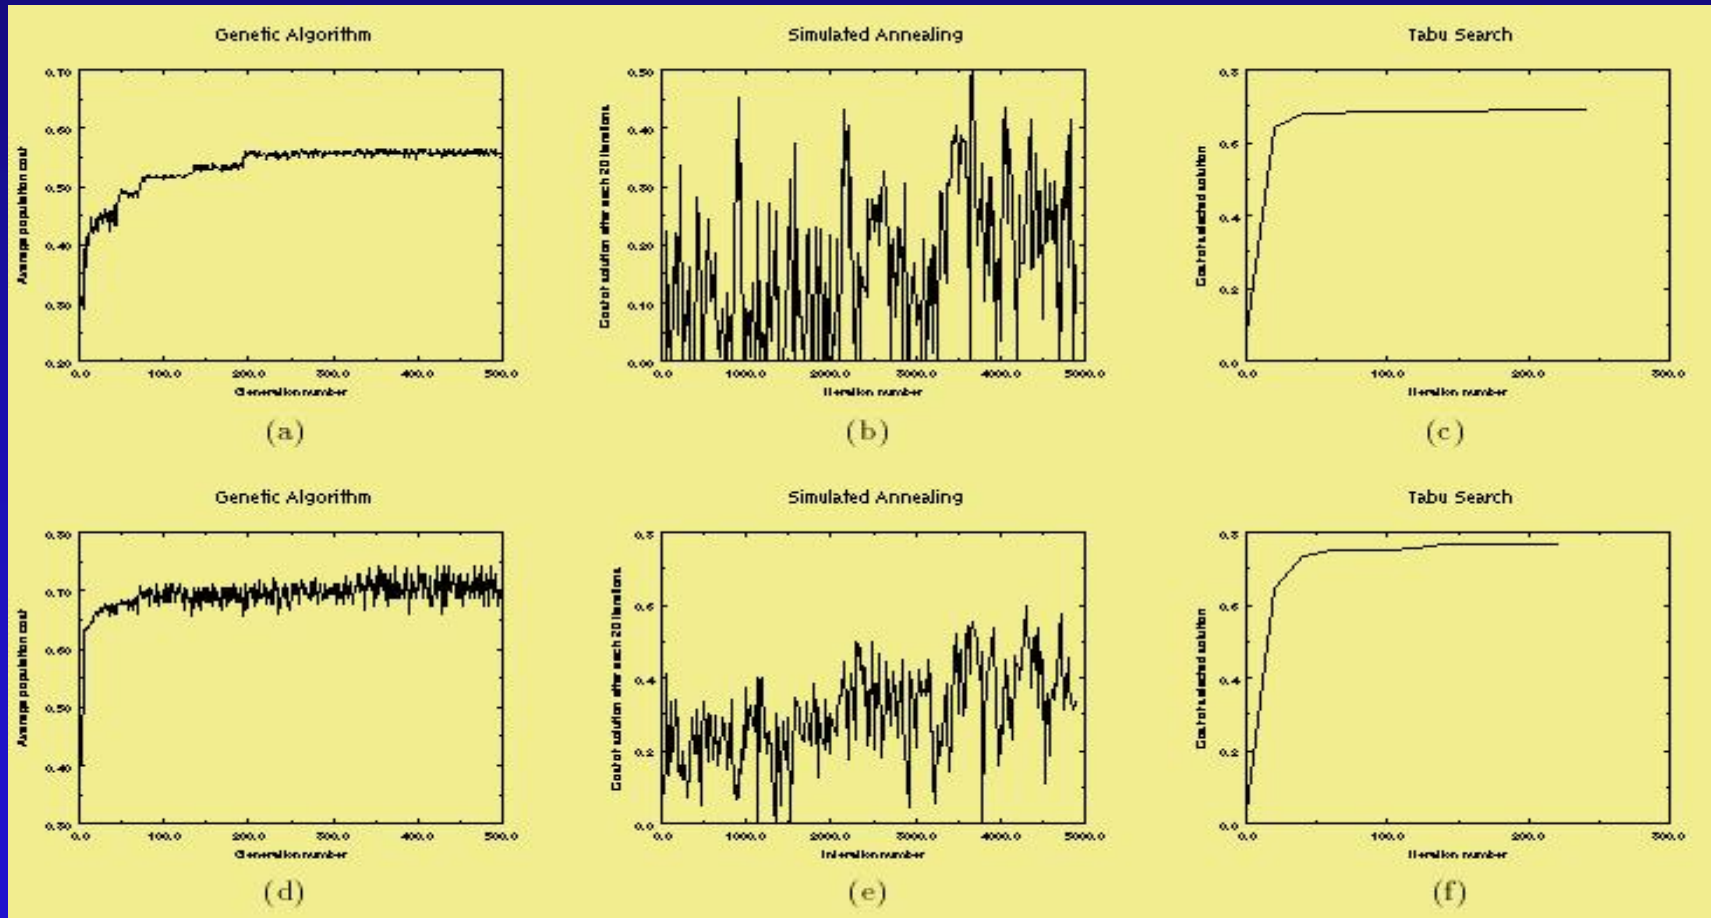 Genetic Algorithm
Average population cost
0.70
0.60
0.50
0.40
0.30
0.20
0.0 100.0 200.0 300.0 400.0 500.0
Generation number
(a)
Simulated Annealing
Cost of solution after each 20 iterations
0.50
0.40
0.30
0.20
0.10
0.00
0.0 1000.0 2000.0 3000.0 4000.0 5000.0
Iteration number
(b)
Tabu Search
Cost of selected solution
0.8
0.6
0.4
0.2
0.0
0.0 100.0 200.0 300.0
Iteration number
(c)
Genetic Algorithm
Average population cost
0.80
0.70
0.60
0.50
0.40
0.30
0.0 100.0 200.0 300.0 400.0 500.0
Generation number
(d)
Simulated Annealing
Cost of solution after each 20 iterations
0.8
0.6
0.4
0.2
0.0
0.0 1000.0 2000.0 3000.0 4000.0 5000.0
Interation number
(e)
Tabu Search
Cost of selected solution
0.8
0.6
0.4
0.2
0.0
0.0 100.0 200.0 300.0
Iteration number
(f)